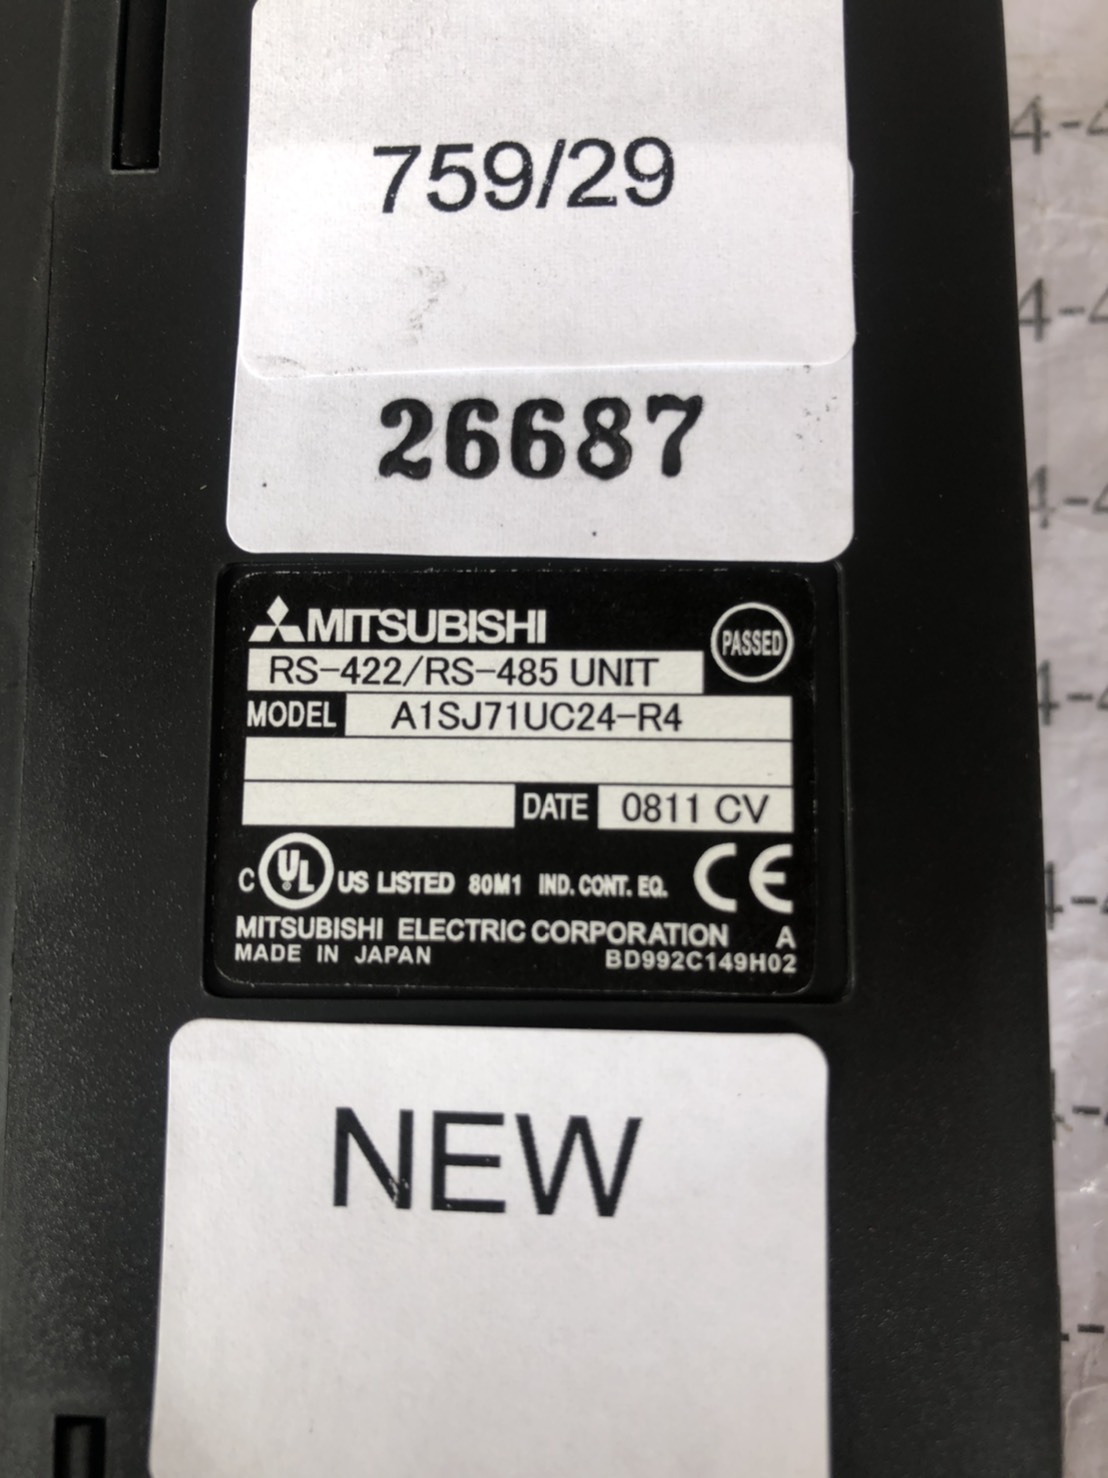 759/29
26687
MITSUBISHI
PASSED
RS-422/RS-485 UNIT
MODEL A1SJ71UC24-R4
DATE 0811 CV
C UL US LISTED 80M1 IND. CONT. EQ. CE
MITSUBISHI ELECTRIC CORPORATION A
MADE IN JAPAN BD992C149H02
NEW